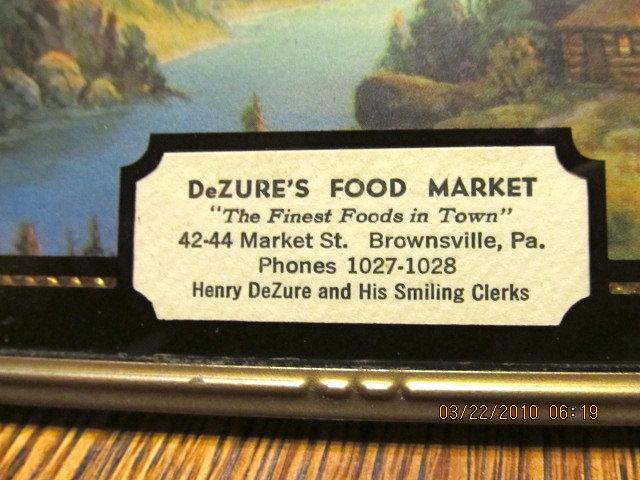 DeZURE'S FOOD MARKET
"The Finest Foods in Town"
42-44 Market St. Brownsville, Pa.
Phones 1027-1028
Henry DeZure and His Smiling Clerks
03/22/2010 06:19